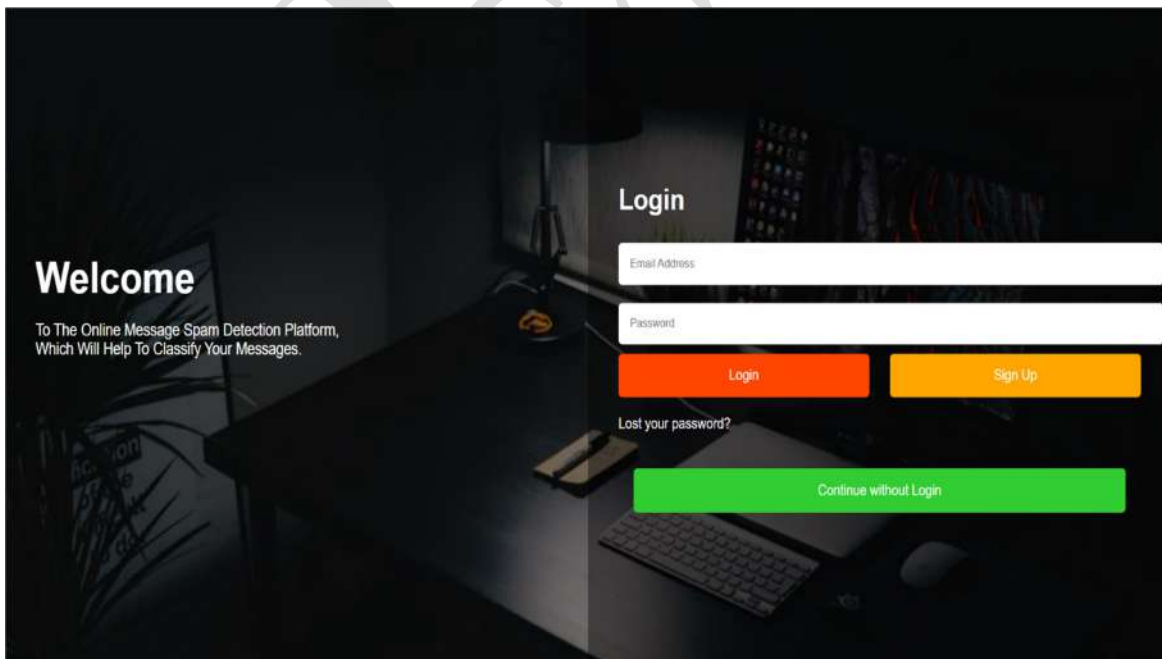 Welcome
To The Online Message Spam Detection Platform,
Which Will Help To Classify Your Messages.
Login
Email Address
Password
Login
Sign Up
Lost your password?
Continue without Login